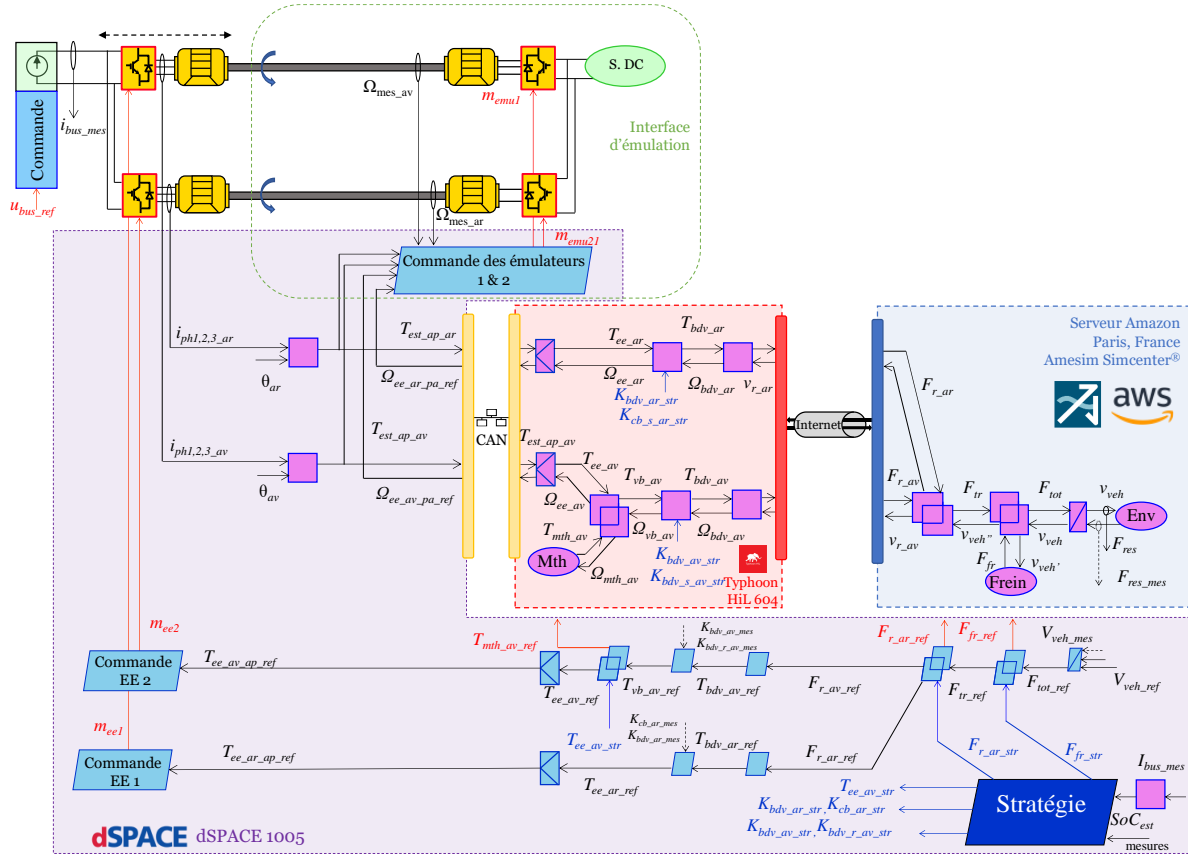 S. DC
Commande
i_bus_mes
Ω_mes_av
m_emu1
Interface
d'émulation
u_bus_ref
Ω_mes_ar
m_emu21
Commande des émulateurs
1 & 2
i_ph1,2,3_ar
θ_ar
T_est_ap_ar
Ω_ee_ar_pa_ref
T_ee_ar
Ω_ee_ar
T_bdv_ar
Ω_bdv_ar
v_r_ar
K_bdv_ar_str
K_cb_s_ar_str
Serveur Amazon
Paris, France
Amesim Simcenter®
aws
F_r_ar
CAN
Internet
i_ph1,2,3_av
θ_av
T_est_ap_av
Ω_ee_av_pa_ref
T_est_ap_av
T_ee_av
Ω_ee_av
T_vb_av
Ω_vb_av
T_bdv_av
Ω_bdv_av
T_mth_av
Mth
Ω_mth_av
K_bdv_av_str
K_bdv_s_av_str
Typhoon
HiL 604
F_r_av
v_r_av
F_tr
v_veh"
F_tot
v_veh
v_veh
Env
F_res
F_fr
v_veh'
Frein
F_res_mes
m_ee2
Commande
EE 2
T_ee_av_ap_ref
T_mth_av_ref
T_ee_av_ref
T_vb_av_ref
K_bdv_av_mes
K_bdv_r_av_mes
T_bdv_av_ref
F_r_av_ref
F_r_ar_ref
F_fr_ref
F_tr_ref
F_tot_ref
V_veh_mes
V_veh_ref
m_ee1
Commande
EE 1
T_ee_ar_ap_ref
T_ee_av_str
T_ee_ar_ref
K_cb_ar_mes
K_bdv_ar_mes
T_bdv_ar_ref
F_r_ar_ref
F_r_ar_str
F_fr_str
T_ee_av_str
K_bdv_ar_str, K_cb_ar_str
K_bdv_av_str, K_bdv_r_av_str
Stratégie
I_bus_mes
SoC_est
mesures
dSPACE dSPACE 1005